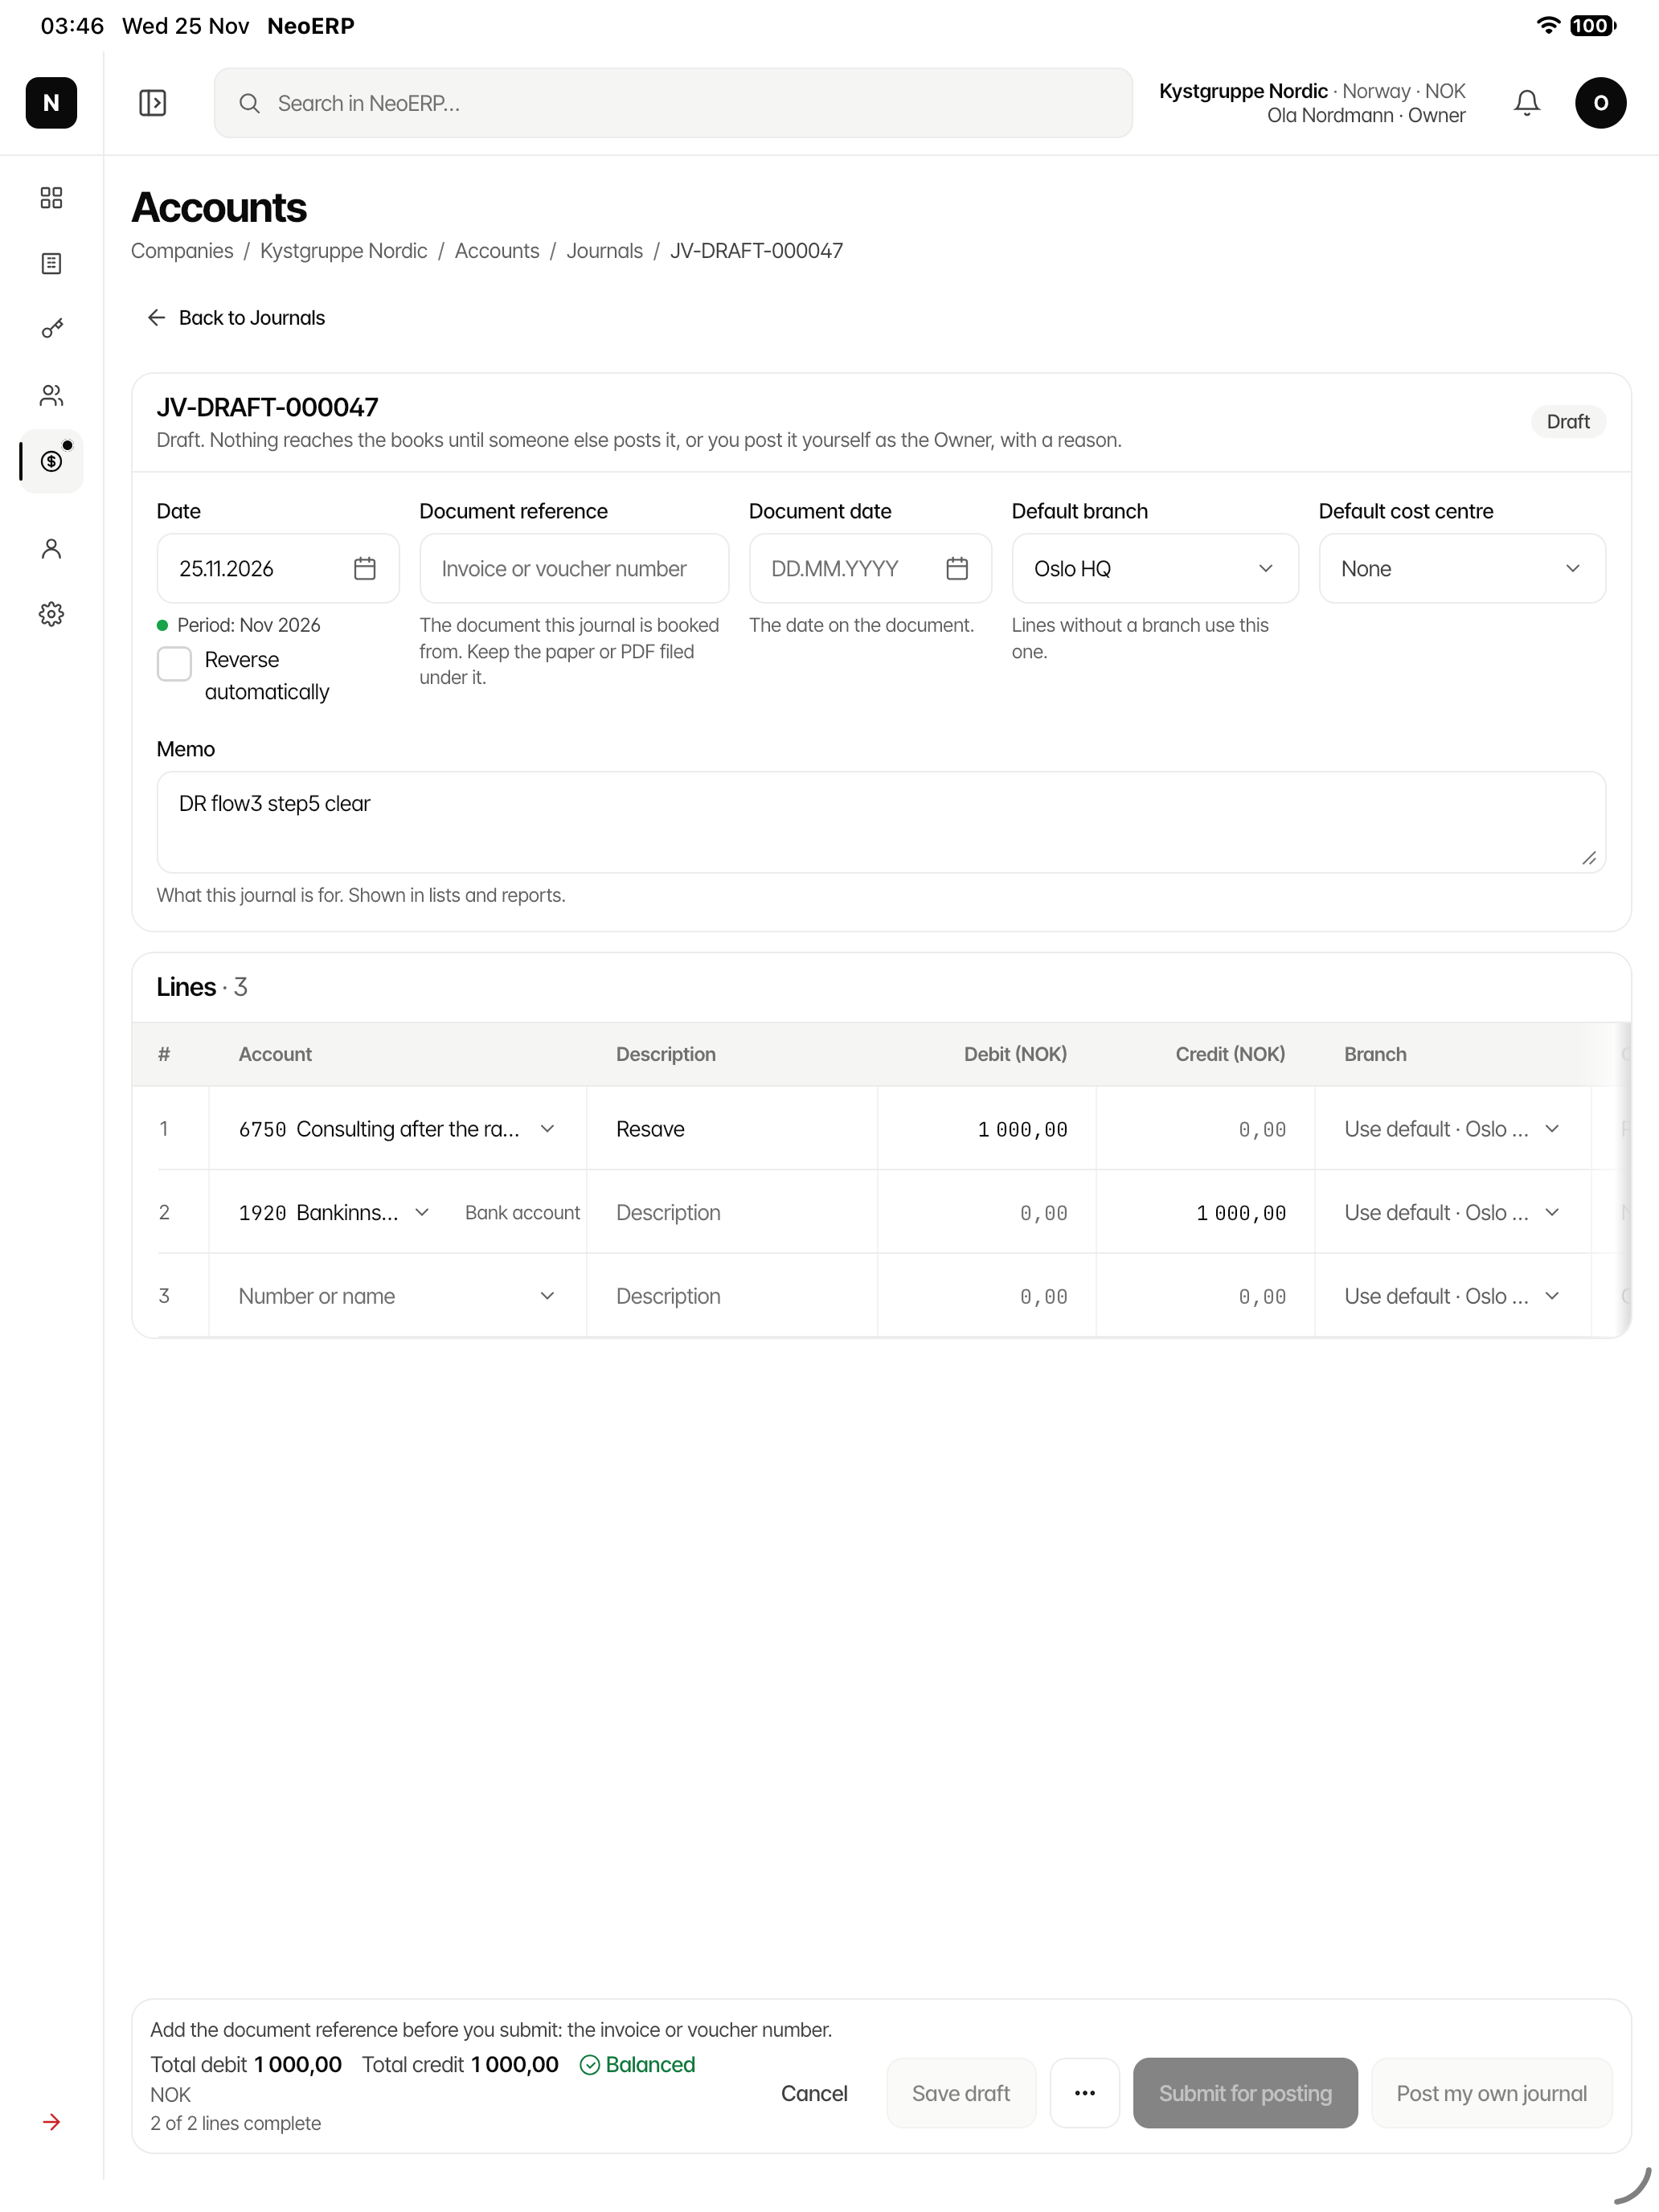 03:46 Wed 25 Nov NeoERP
100
N
Search in NeoERP...
Kystgruppe Nordic · Norway · NOK
Ola Nordmann · Owner
O
Accounts
Companies / Kystgruppe Nordic / Accounts / Journals / JV-DRAFT-000047
Back to Journals
JV-DRAFT-000047
Draft. Nothing reaches the books until someone else posts it, or you post it yourself as the Owner, with a reason.
Draft
Date
Document reference
Document date
Default branch
Default cost centre
25.11.2026
Invoice or voucher number
DD.MM.YYYY
Oslo HQ
None
Period: Nov 2026
Reverse
automatically
The document this journal is booked
from. Keep the paper or PDF filed
under it.
The date on the document.
Lines without a branch use this
one.
Memo
DR flow3 step5 clear
What this journal is for. Shown in lists and reports.
Lines · 3
# Account Description Debit (NOK) Credit (NOK) Branch
1 6750 Consulting after the ra... Resave 1 000,00 0,00 Use default · Oslo ...
2 1920 Bankinns... Bank account Description 0,00 1 000,00 Use default · Oslo ...
3 Number or name Description 0,00 0,00 Use default · Oslo ...
Add the document reference before you submit: the invoice or voucher number.
Total debit 1 000,00 Total credit 1 000,00 Balanced
NOK
2 of 2 lines complete
Cancel
Save draft
Submit for posting
Post my own journal